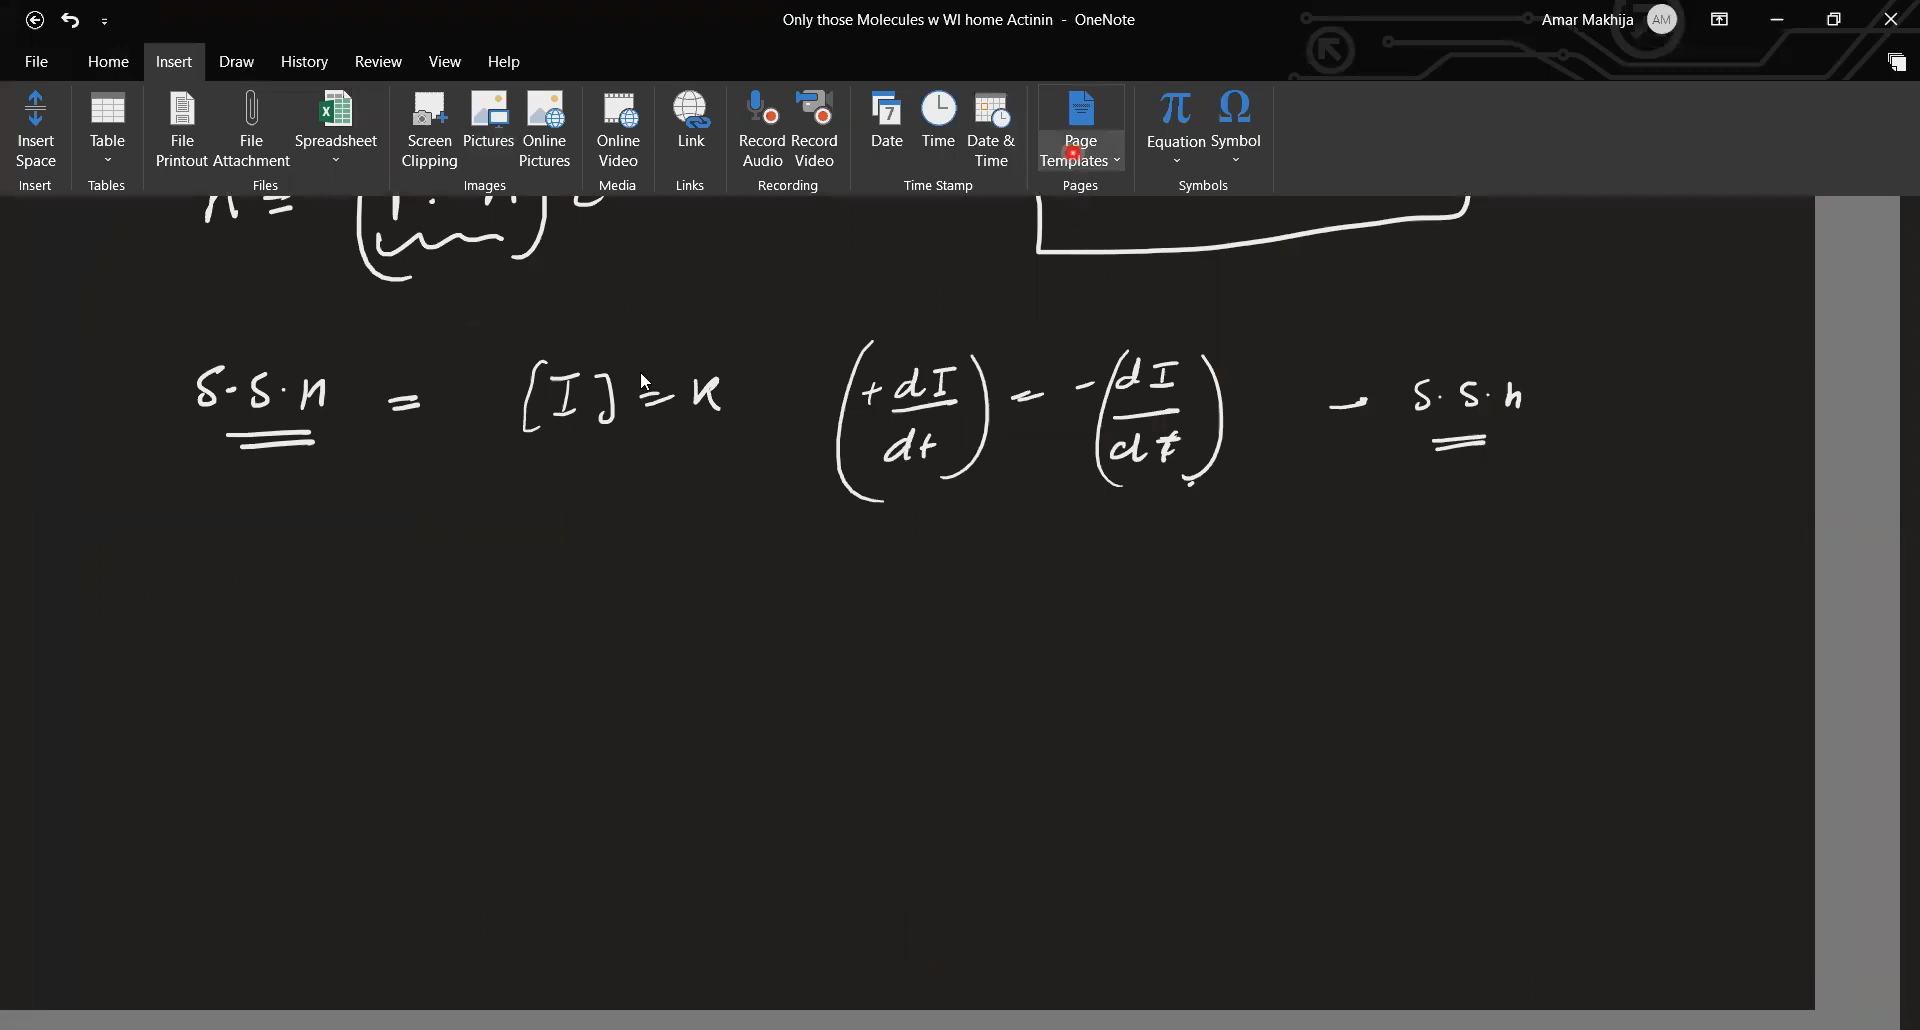 Only those Molecules w WI home Actinin - OneNote
Amar Makhija AM
File Home Insert Draw History Review View Help
Insert Space
Table
File Printout
File Attachment
Spreadsheet
Screen Clipping
Pictures
Online Pictures
Online Video
Link
Record Audio
Record Video
Date
Time
Date & Time
Page Templates
Equation
Symbol
Insert Tables Files Images Media Links Recording Time Stamp Pages Symbols
S.S.H = [I] = K (+dI/dt) = -(dI/dt) → S.S.h